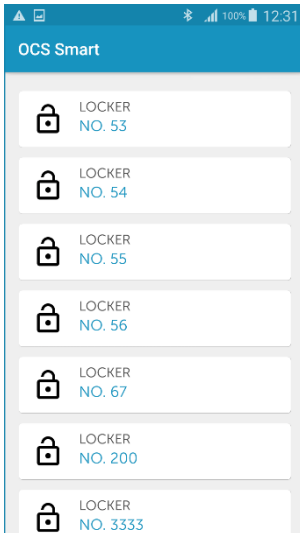 100% 12:31
OCS Smart
LOCKER
NO. 53
LOCKER
NO. 54
LOCKER
NO. 55
LOCKER
NO. 56
LOCKER
NO. 67
LOCKER
NO. 200
LOCKER
NO. 3333